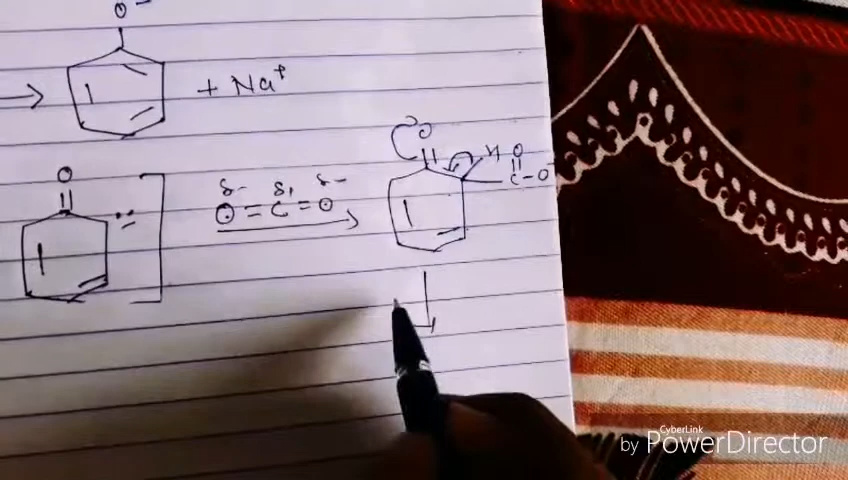 O -
+ Na+
O
δ- δ+ δ-
O = C = O
O
H
O
C - O
CyberLink
by PowerDirector